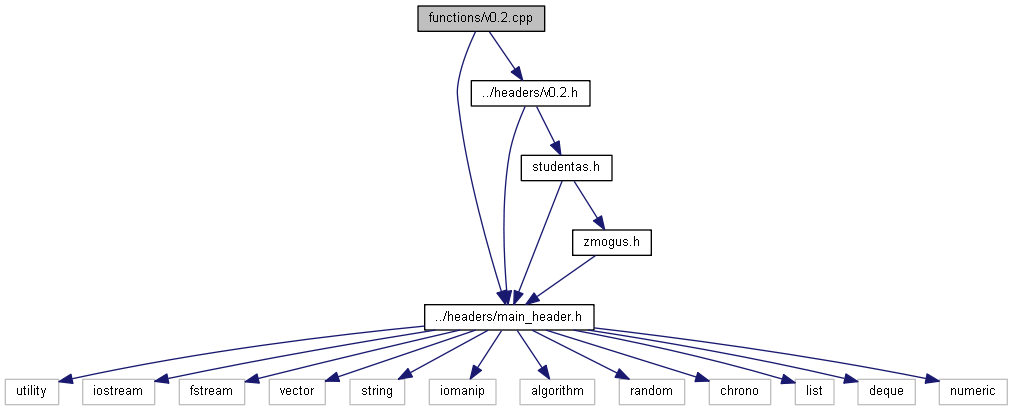 functions/v0.2.cpp
../headers/v0.2.h
studentas.h
zmogus.h
../headers/main_header.h
utility
iostream
fstream
vector
string
iomanip
algorithm
random
chrono
list
deque
numeric